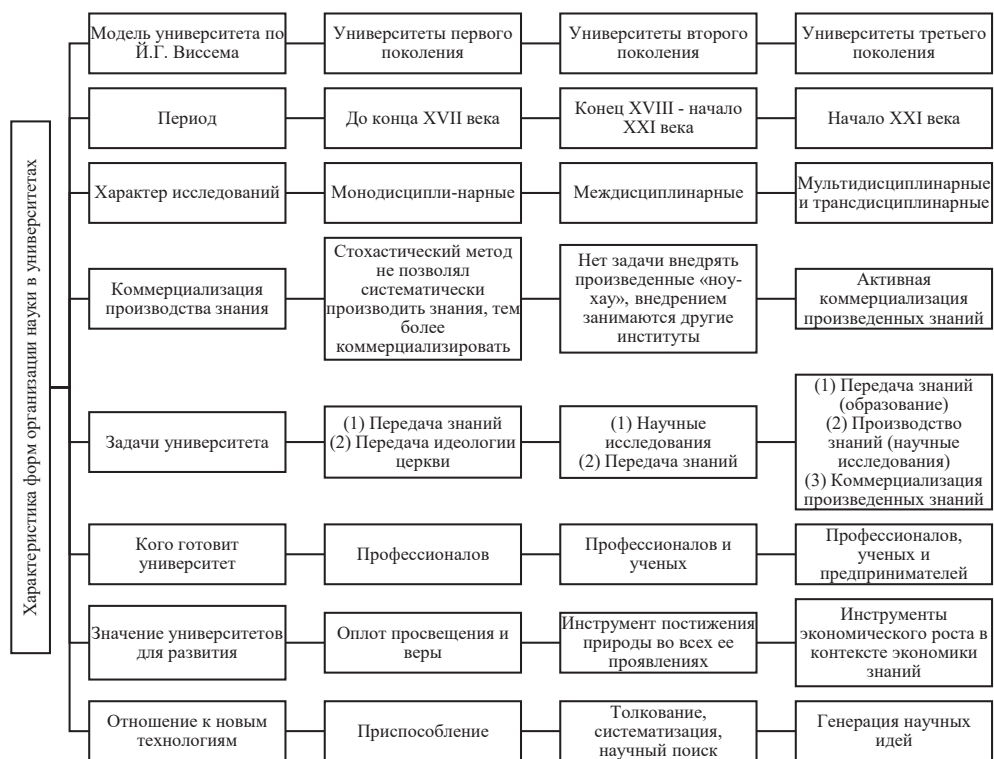 Характеристика форм организации науки в университетах
Модель университета по
Й.Г. Виссема
Университеты первого
поколения
Университеты второго
поколения
Университеты третьего
поколения
Период
До конца XVII века
Конец XVIII - начало
XXI века
Начало XXI века
Характер исследований
Монодисципли-нарные
Междисциплинарные
Мультидисциплинарные
и трансдисциплинарные
Коммерциализация
производства знания
Стохастический метод
не позволял
систематически
производить знания, тем
более
коммерциализировать
Нет задачи внедрять
произведенные «ноу-
хау», внедрением
занимаются другие
институты
Активная
коммерциализация
произведенных знаний
Задачи университета
(1) Передача знаний
(2) Передача идеологии
церкви
(1) Научные
исследования
(2) Передача знаний
(1) Передача знаний
(образование)
(2) Производство
знаний (научные
исследования)
(3) Коммерциализация
произведенных знаний
Кого готовит
университет
Профессионалов
Профессионалов и
ученых
Профессионалов,
ученых и
предпринимателей
Значение университетов
для развития
Оплот просвещения и
веры
Инструмент постижения
природы во всех ее
проявлениях
Инструменты
экономического роста в
контексте экономики
знаний
Отношение к новым
технологиям
Приспособление
Толкование,
систематизация,
научный поиск
Генерация научных
идей